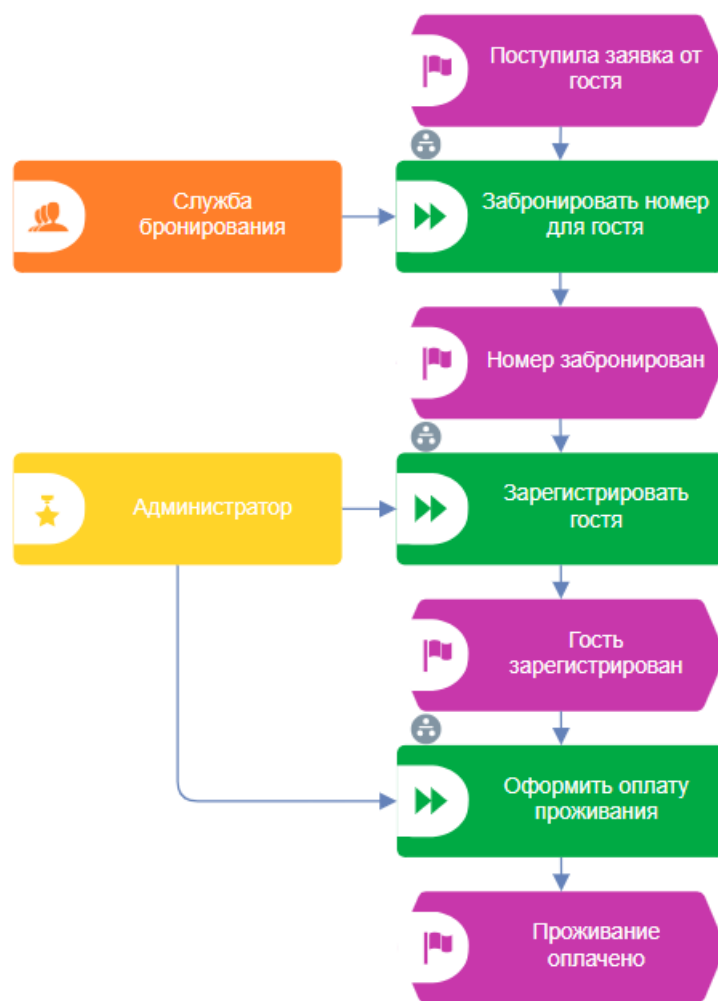 Поступила заявка от
гостя
Служба
бронирования
Забронировать номер
для гостя
Номер забронирован
Администратор
Зарегистрировать
гостя
Гость
зарегистрирован
Оформить оплату
проживания
Проживание
оплачено